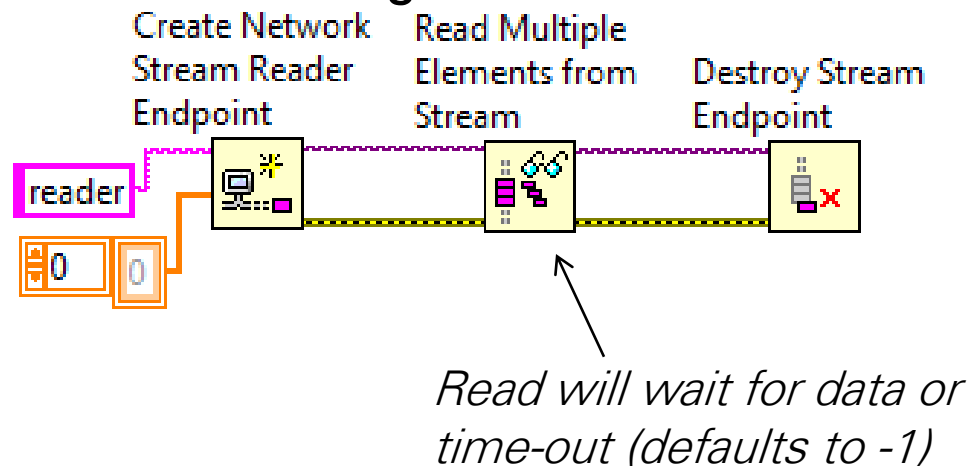 Create Network
Stream Reader
Endpoint
Read Multiple
Elements from
Stream
Destroy Stream
Endpoint
reader
0
0
Read will wait for data or
time-out (defaults to -1)